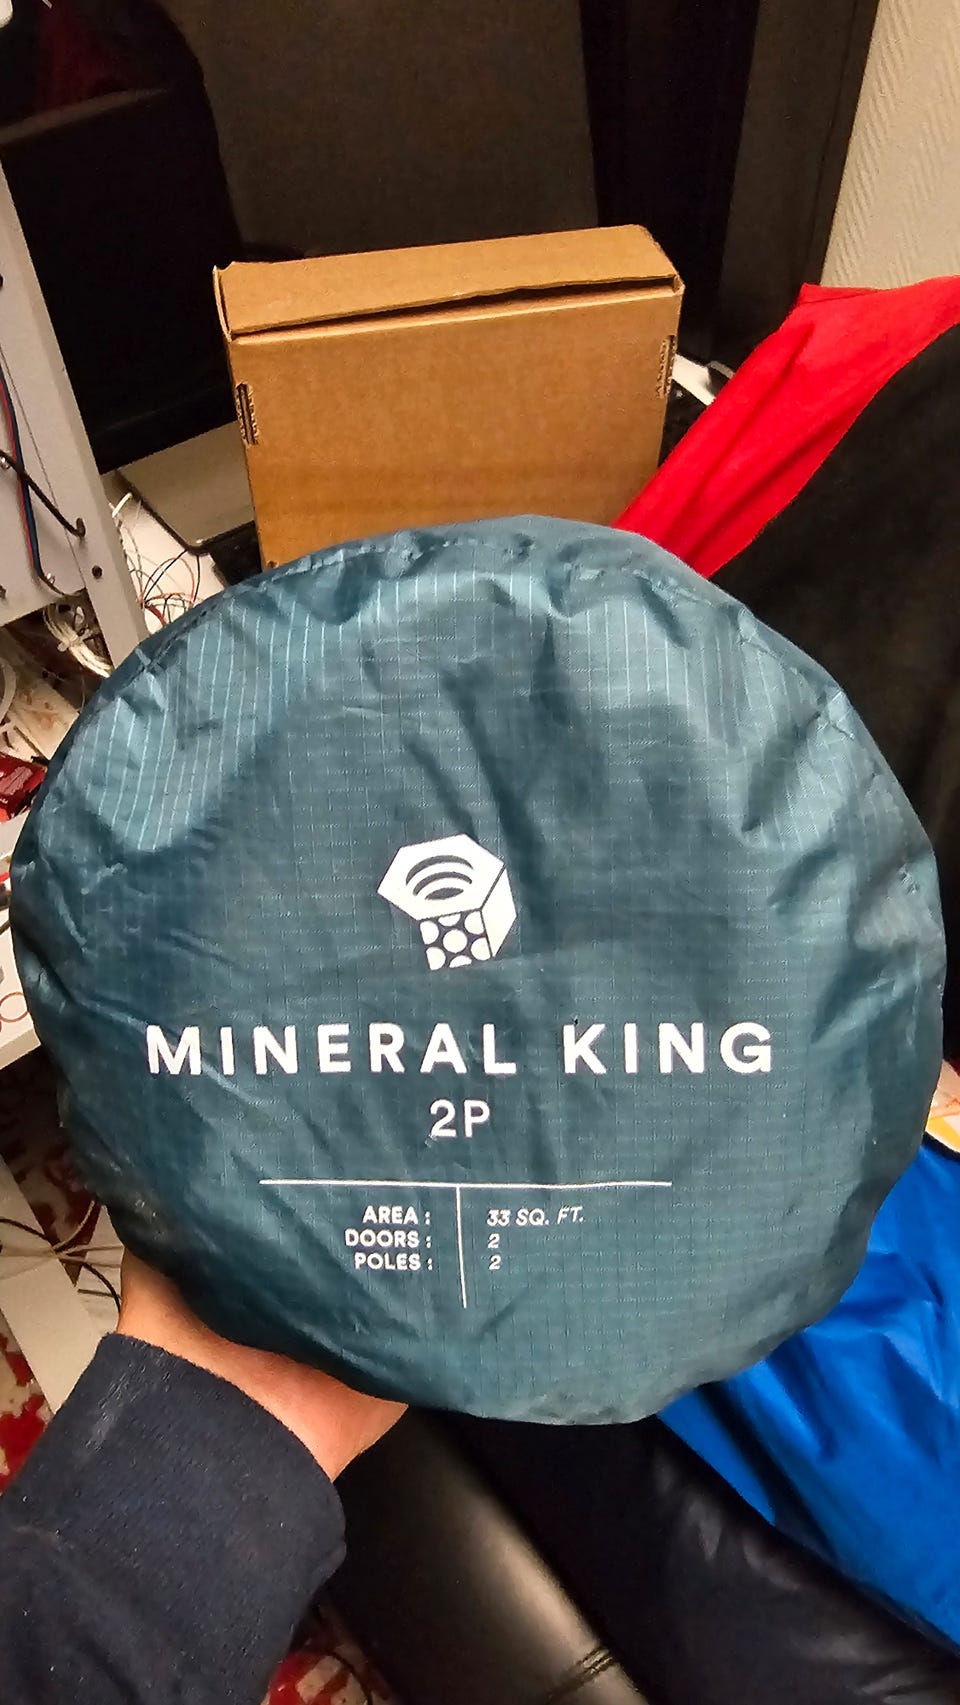 MINERAL KING
2P
AREA : 33 SQ. FT.
DOORS : 2
POLES : 2